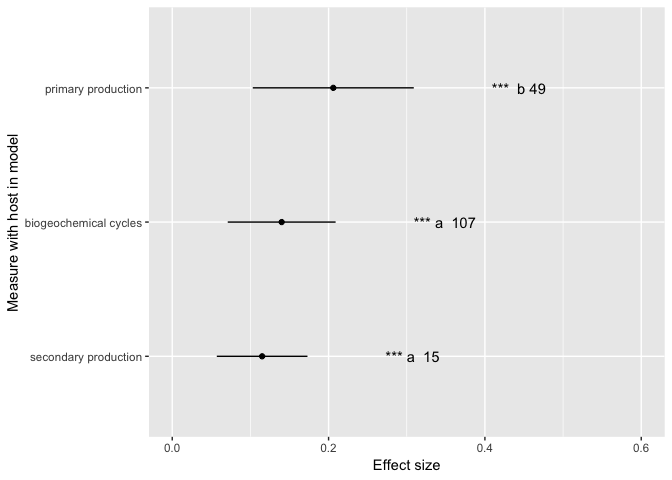 Measure with host in model
primary production
*** b 49
biogeochemical cycles
*** a 107
secondary production
*** a 15
0.0 0.2 0.4 0.6
Effect size